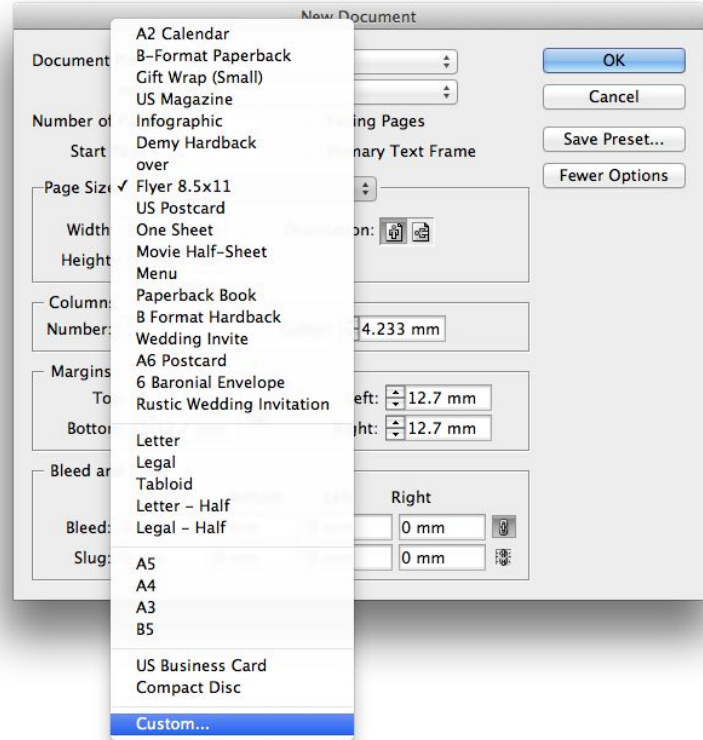 New Document
A2 Calendar
B-Format Paperback
Gift Wrap (Small)
US Magazine
Infographic
Demy Hardback
over
✓ Flyer 8.5x11
US Postcard
One Sheet
Movie Half-Sheet
Menu
Paperback Book
B Format Hardback
Wedding Invite
A6 Postcard
6 Baronial Envelope
Rustic Wedding Invitation
Letter
Legal
Tabloid
Letter - Half
Legal - Half
A5
A4
A3
B5
US Business Card
Compact Disc
Custom...
Document
Number of
Facing Pages
Start
Primary Text Frame
Page Size
Width
Orientation:
Height
Columns
Number:
4.233 mm
Margins
Left: 12.7 mm
Bottom
Right: 12.7 mm
Bleed
Right
Bleed:
0 mm
Slug:
0 mm
OK
Cancel
Save Preset...
Fewer Options